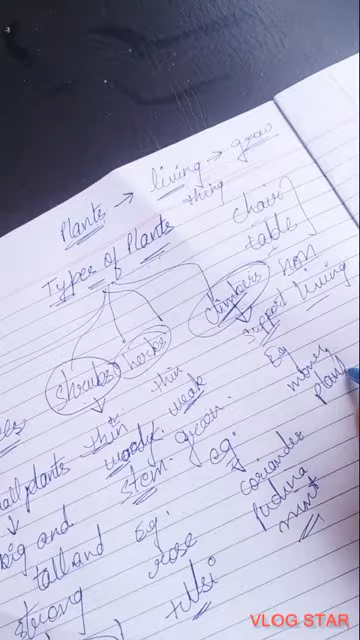 Plants → living → grow
thing
Types of Plants
chair
table
non
living
Shrubs
herbs
climbers
support
Eg
money
plant
thin
woody
stem
eg:
rose
tulsi
thin
weak
green.
eg:
coriander
pudina
mint
plants
big and
tall and
strong
VLOG STAR